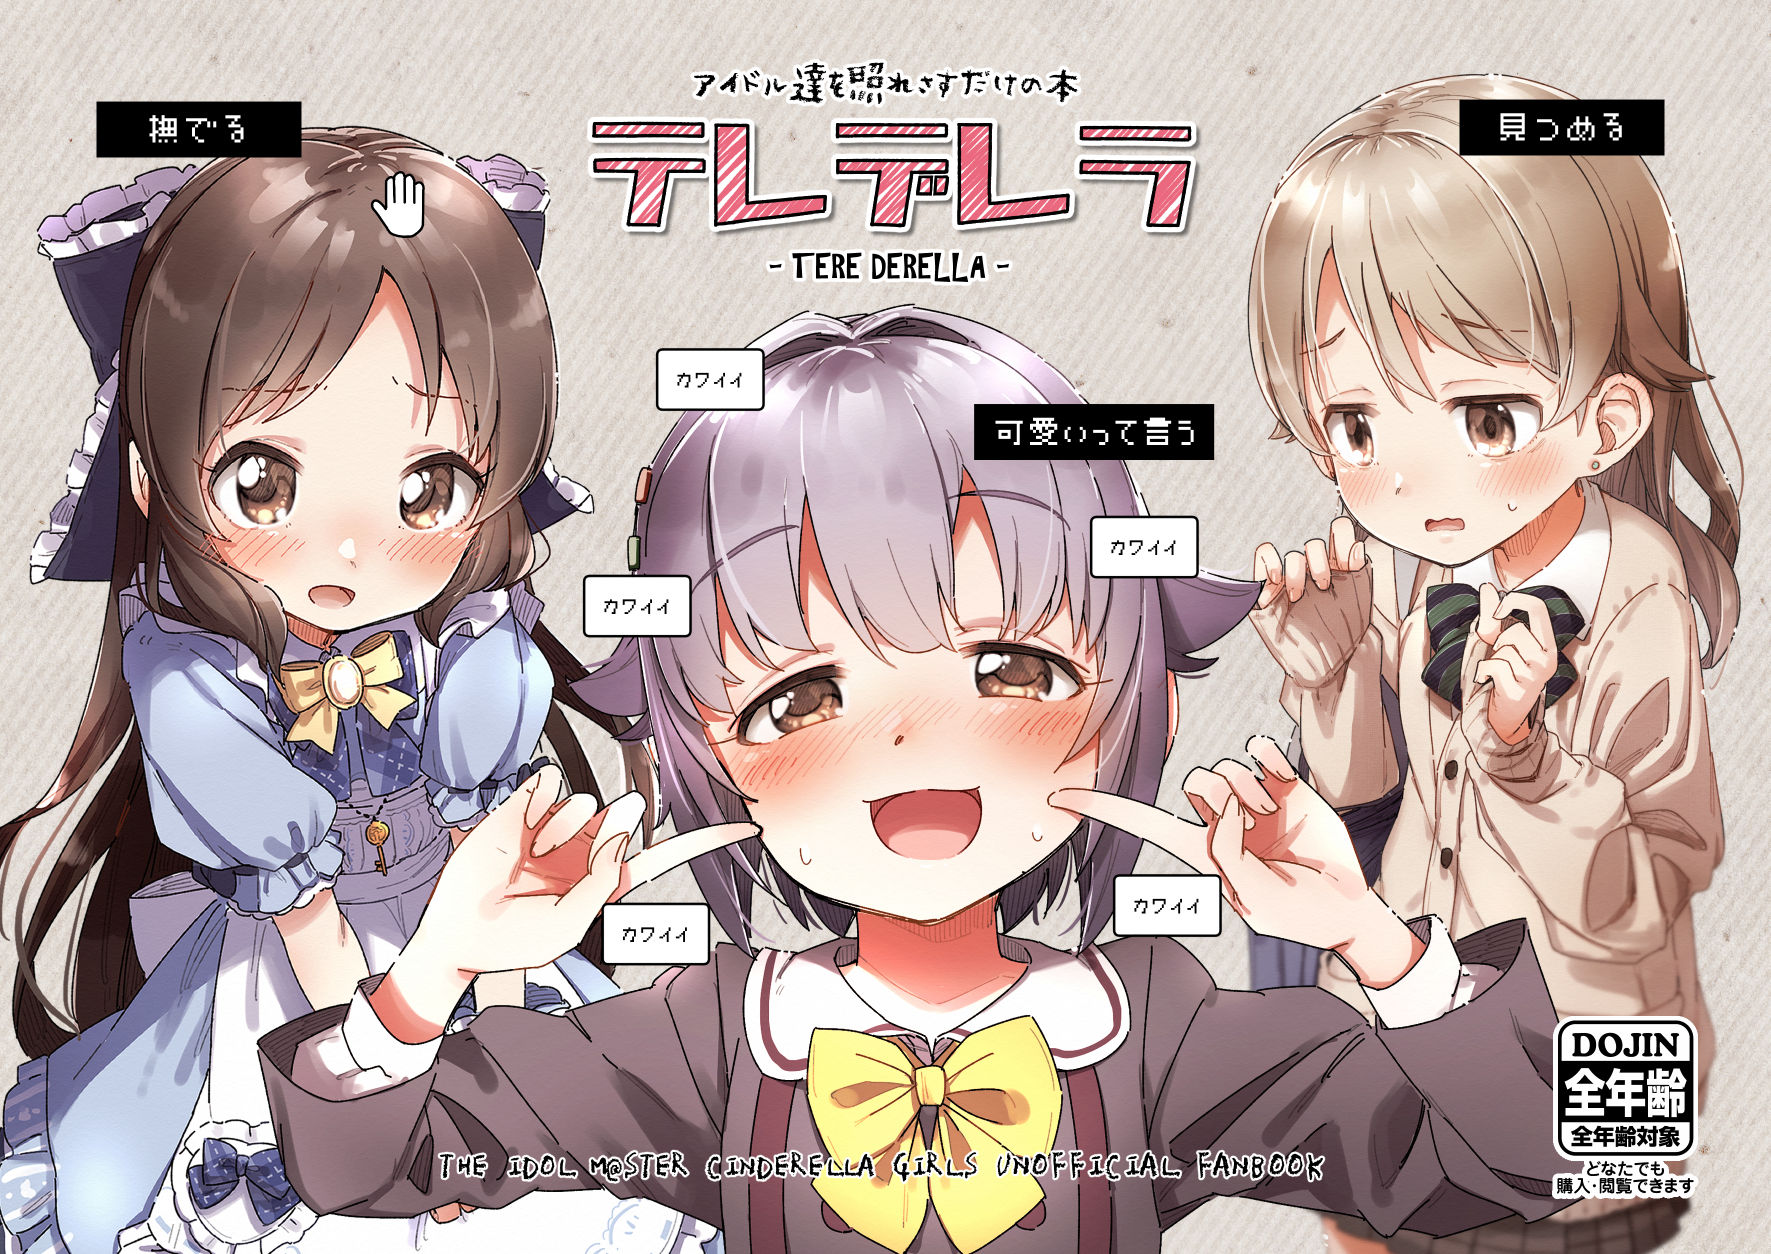 アイドル達を照れさすだけの本
テレデレラ
- TERE DERELLA -
撫でる
見つめる
カワイイ
可愛いって言う
カワイイ
カワイイ
カワイイ
カワイイ
THE IDOL M@STER CINDERELLA GIRLS UNOFFICIAL FANBOOK
DOJIN
全年齢
全年齢対象
どなたでも
購入・閲覧できます